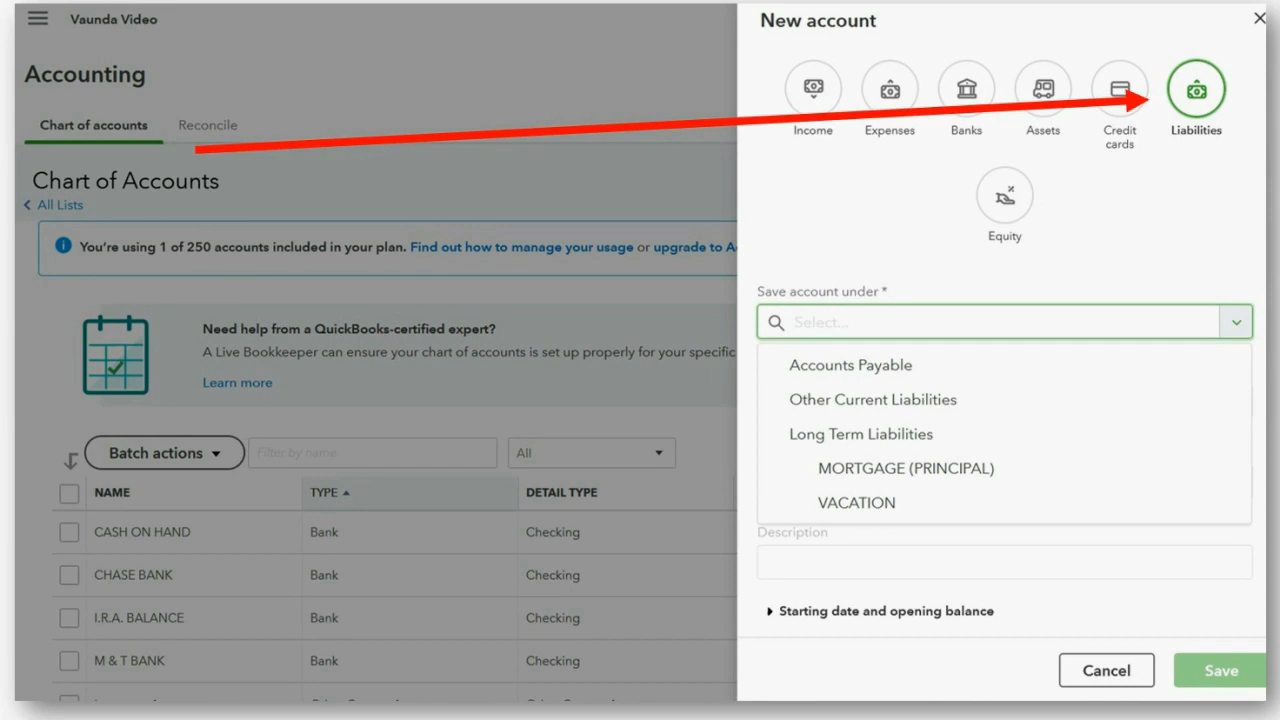 Vaunda Video
Accounting
Chart of accounts
Reconcile
Chart of Accounts
All Lists
You're using 1 of 250 accounts included in your plan. Find out how to manage your usage or upgrade to A
Need help from a QuickBooks-certified expert?
A Live Bookkeeper can ensure your chart of accounts is set up properly for your specific
Learn more
Batch actions
Filter by name
All
NAME TYPE DETAIL TYPE
CASH ON HAND Bank Checking
CHASE BANK Bank Checking
I.R.A. BALANCE Bank Checking
M & T BANK Bank Checking
New account
Income
Expenses
Banks
Assets
Credit
cards
Liabilities
Equity
Save account under *
Select...
Accounts Payable
Other Current Liabilities
Long Term Liabilities
MORTGAGE (PRINCIPAL)
VACATION
Description
Starting date and opening balance
Cancel
Save